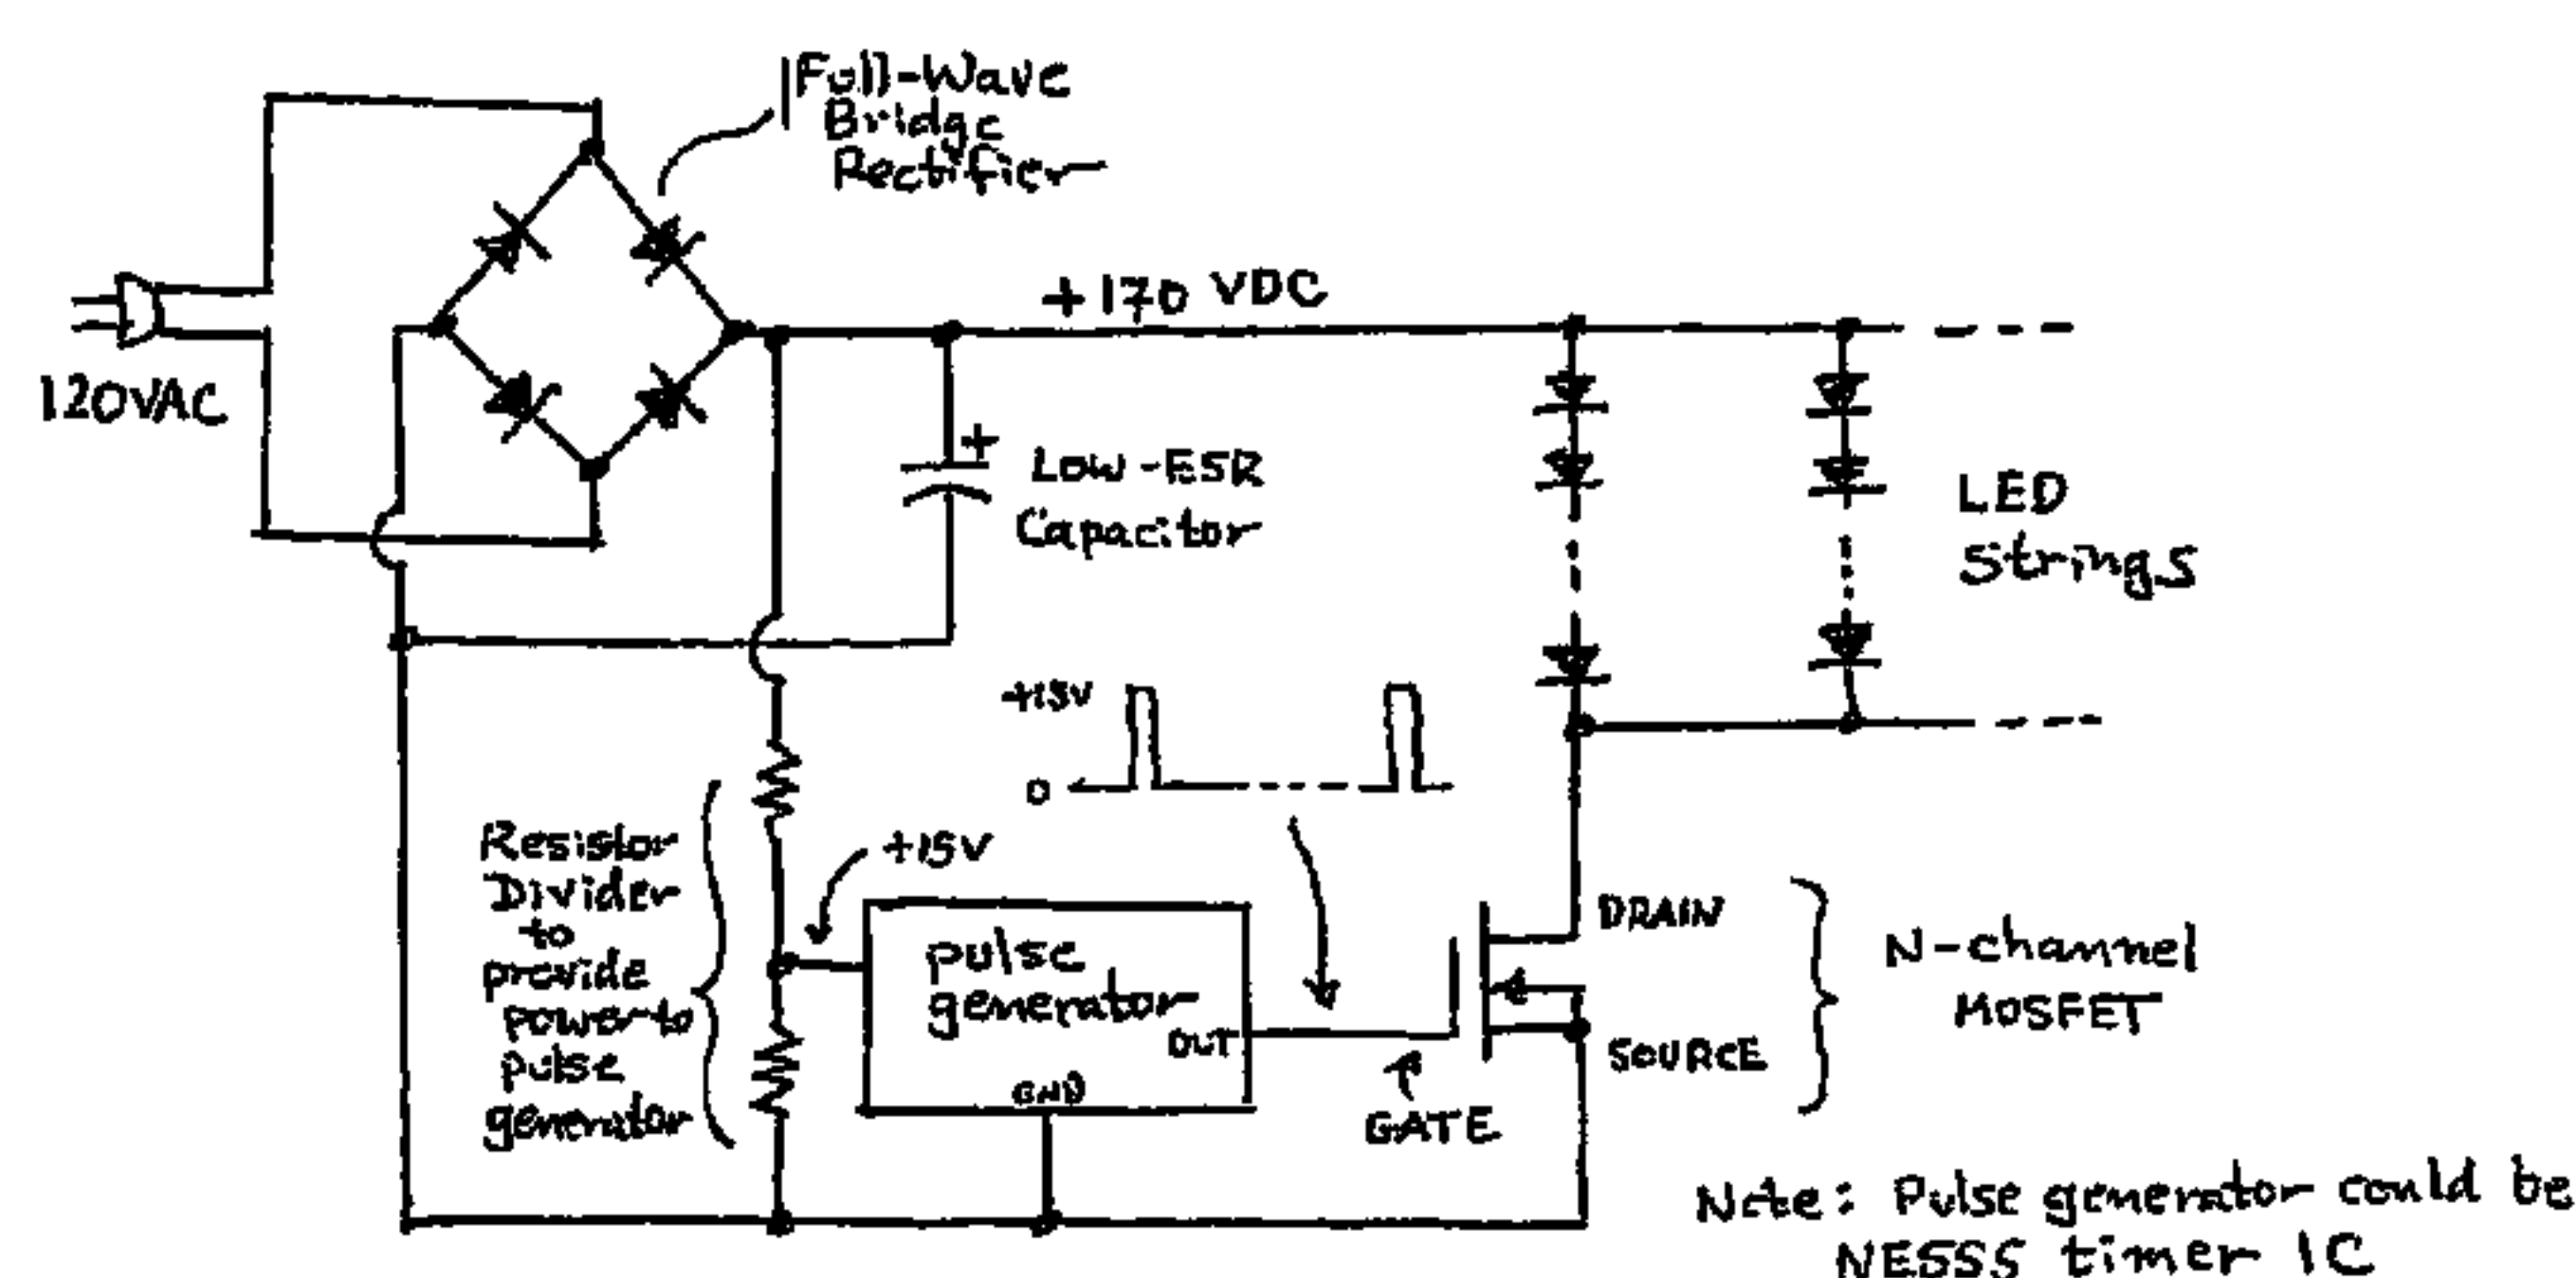 Full-Wave
Bridge
Rectifier
120VAC
+170 VDC
+
Low-ESR
Capacitor
LED
Strings
+15V
0
Resistor
Divider
to
provide
power to
pulse
generator
+15V
pulse
generator
OUT
GND
GATE
DRAIN
SOURCE
N-channel
MOSFET
Note: Pulse generator could be
NE555 timer IC